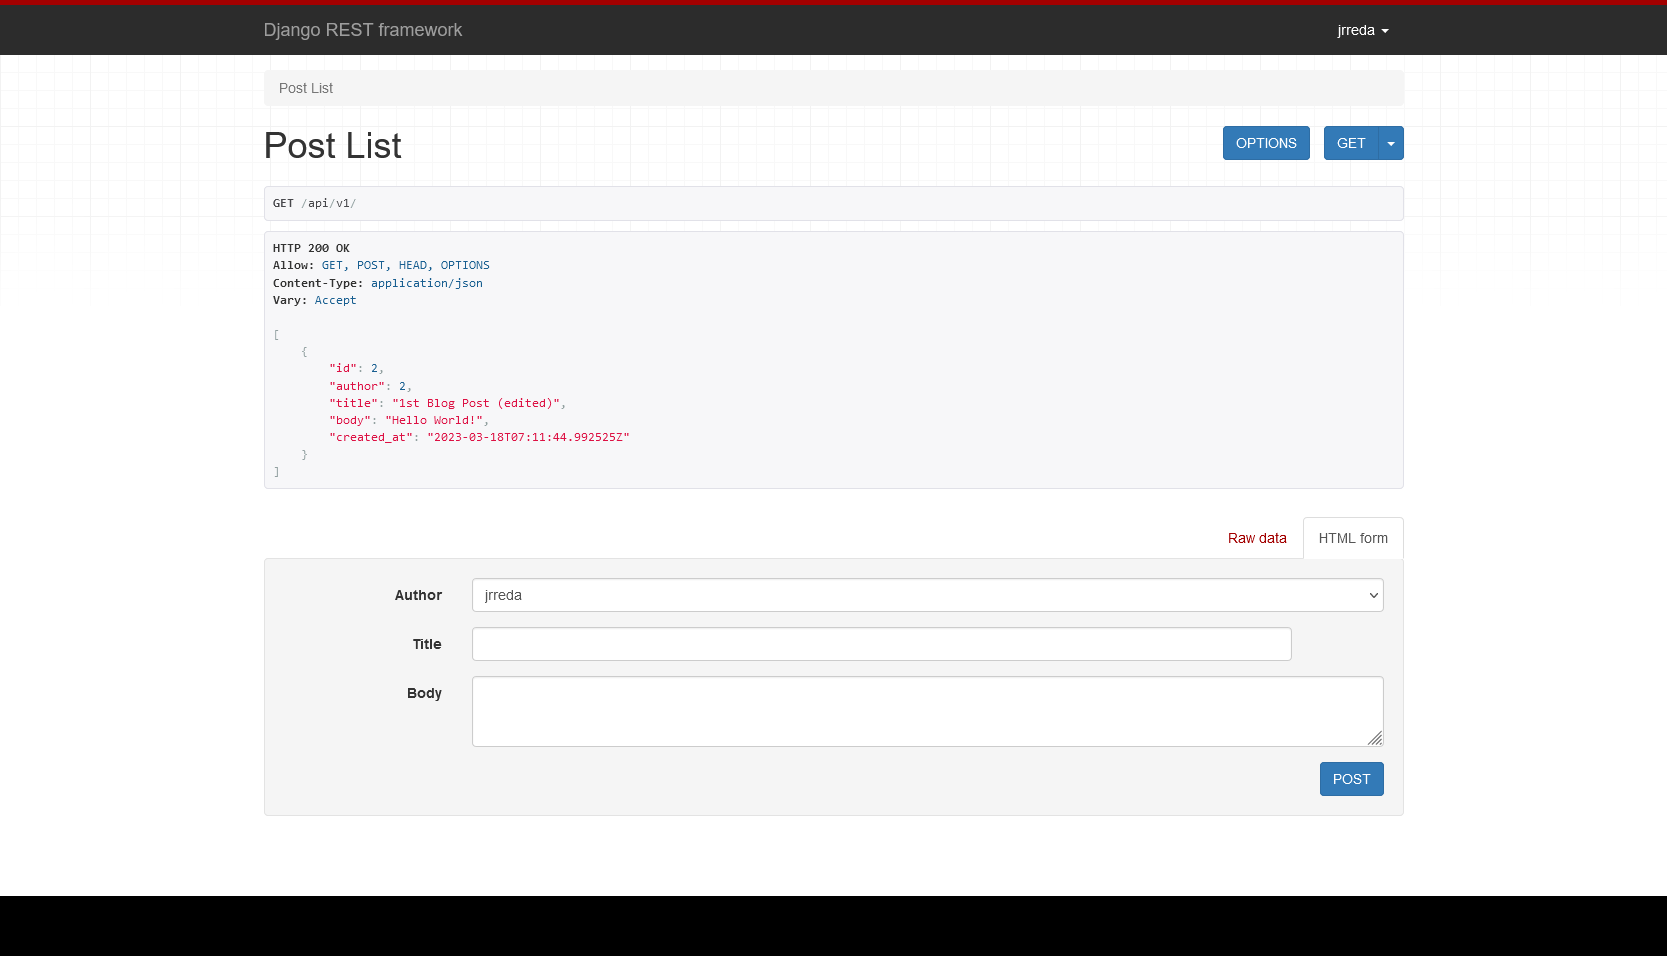 Django REST framework
jrreda
Post List
Post List
OPTIONS
GET
GET /api/v1/
HTTP 200 OK
Allow: GET, POST, HEAD, OPTIONS
Content-Type: application/json
Vary: Accept
[
    {
        "id": 2,
        "author": 2,
        "title": "1st Blog Post (edited)",
        "body": "Hello World!",
        "created_at": "2023-03-18T07:11:44.992525Z"
    }
]
Raw data
HTML form
Author
jrreda
Title
Body
POST